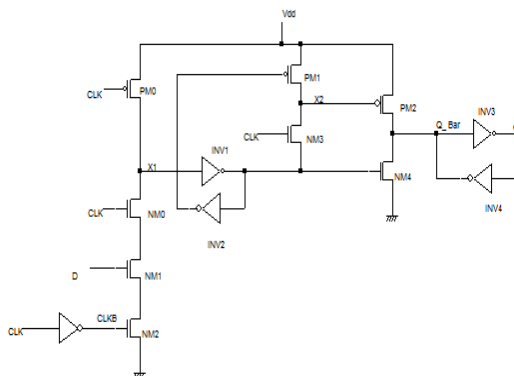 Vdd
CLK
PM0
PM1
X2
PM2
INV3
Q_Bar
CLK
NM3
X1
INV1
NM4
INV4
CLK
NM0
INV2
D
NM1
CLK
CLKB
NM2